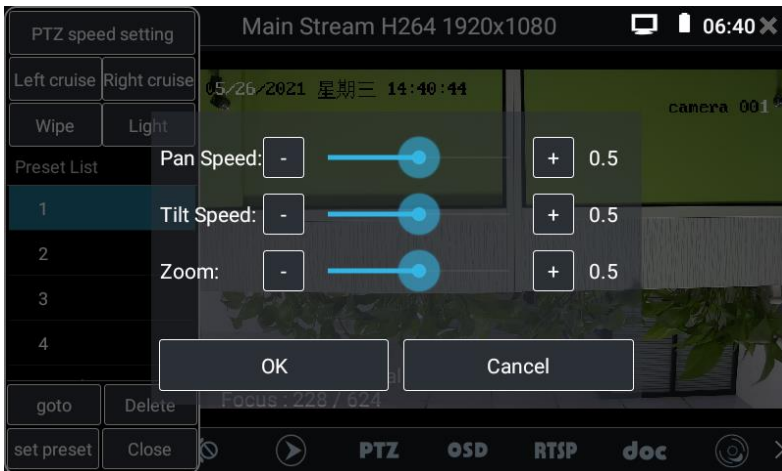 PTZ speed setting
Main Stream H264 1920x1080
06:40
Left cruise Right cruise
05/26/2021 星期三 14:40:44
camera 001
Wipe Light
Pan Speed: - + 0.5
Preset List
1
Tilt Speed: - + 0.5
2
Zoom: - + 0.5
3
4
OK Cancel
Focus : 228 / 624
goto Delete
set preset Close
PTZ OSD RTSP doc